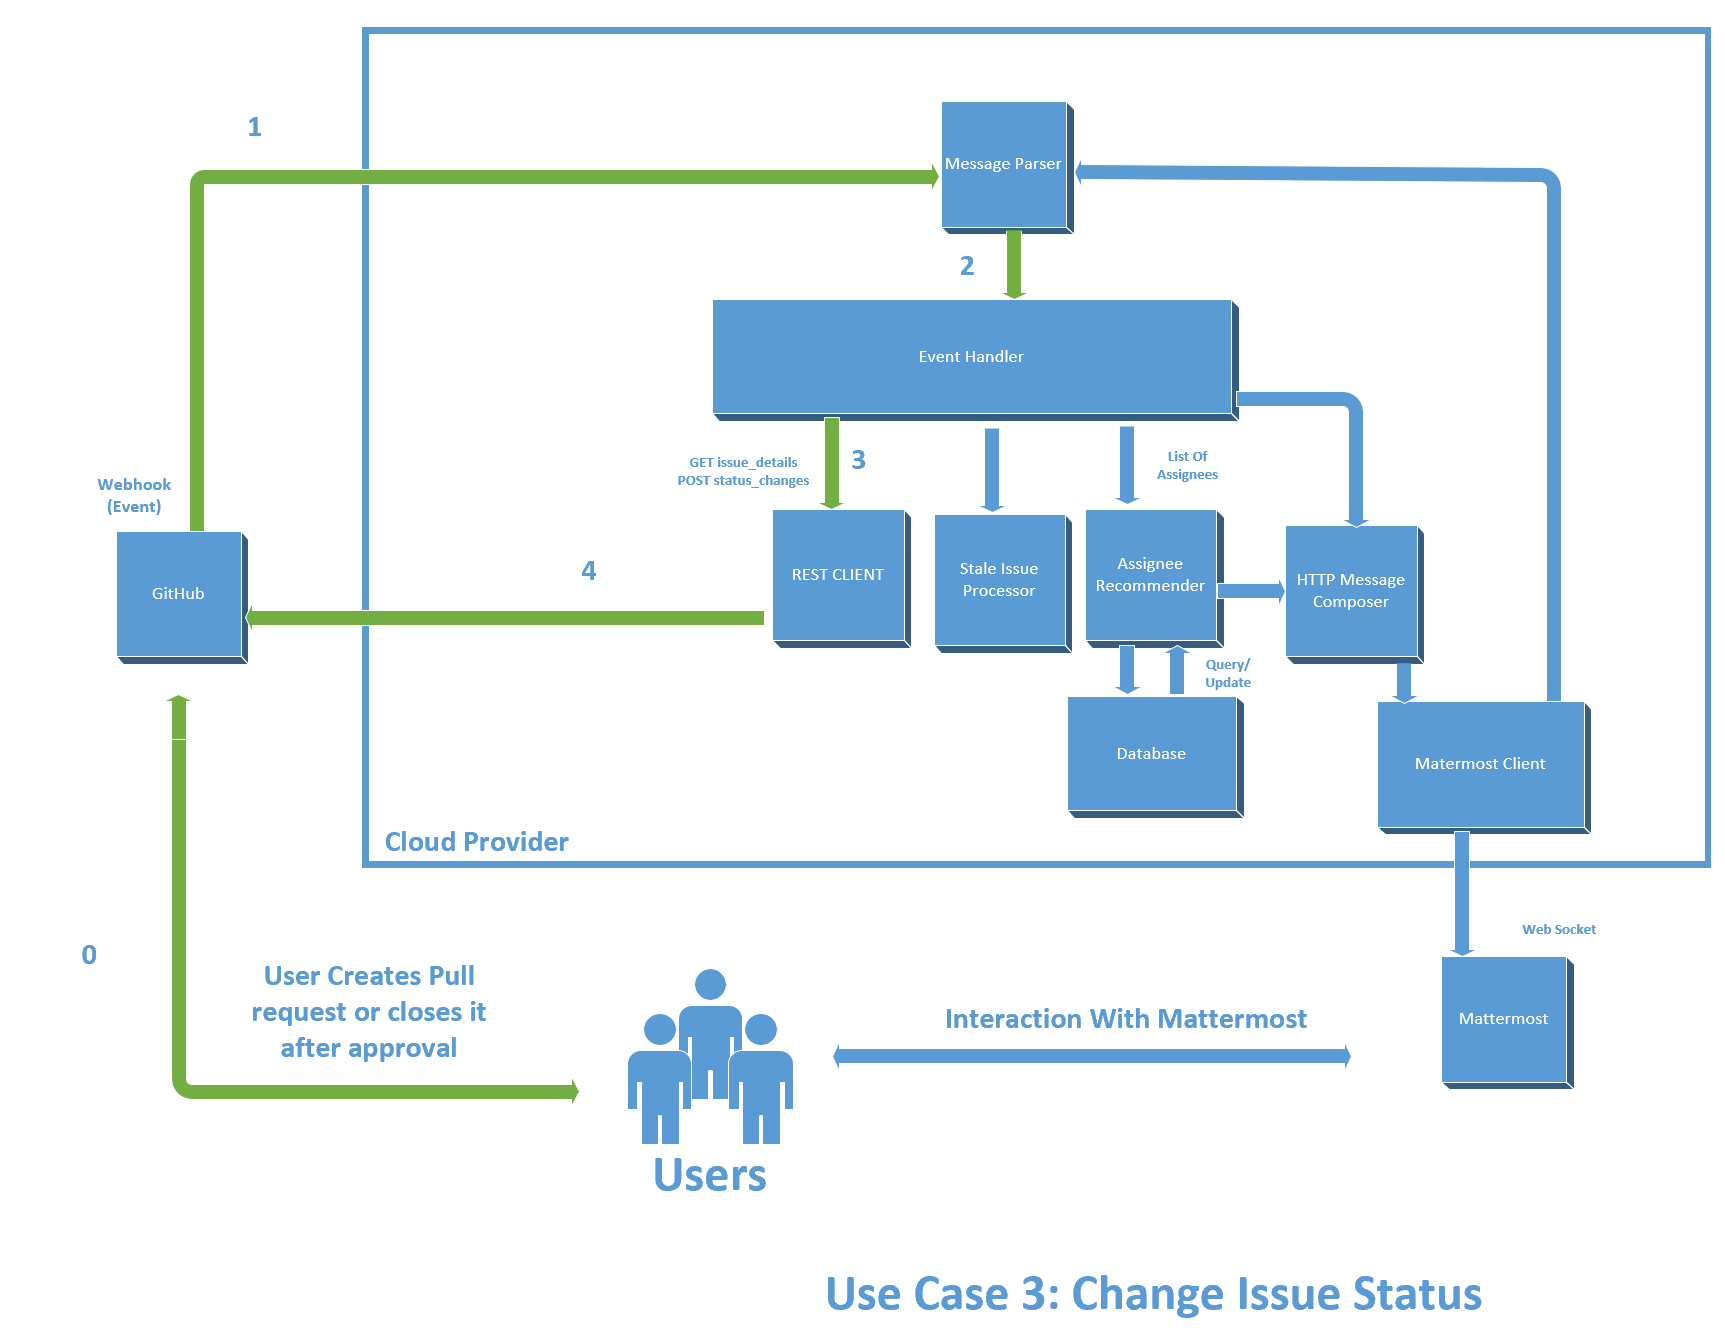 1
Message Parser
2
Event Handler
GET issue_details
POST status_changes
3
List Of
Assignees
Webhook
(Event)
GitHub
4
REST CLIENT
Stale Issue
Processor
Assignee
Recommender
HTTP Message
Composer
Query/
Update
Database
Matermost Client
Cloud Provider
0
User Creates Pull
request or closes it
after approval
Web Socket
Interaction With Mattermost
Mattermost
Users
Use Case 3: Change Issue Status